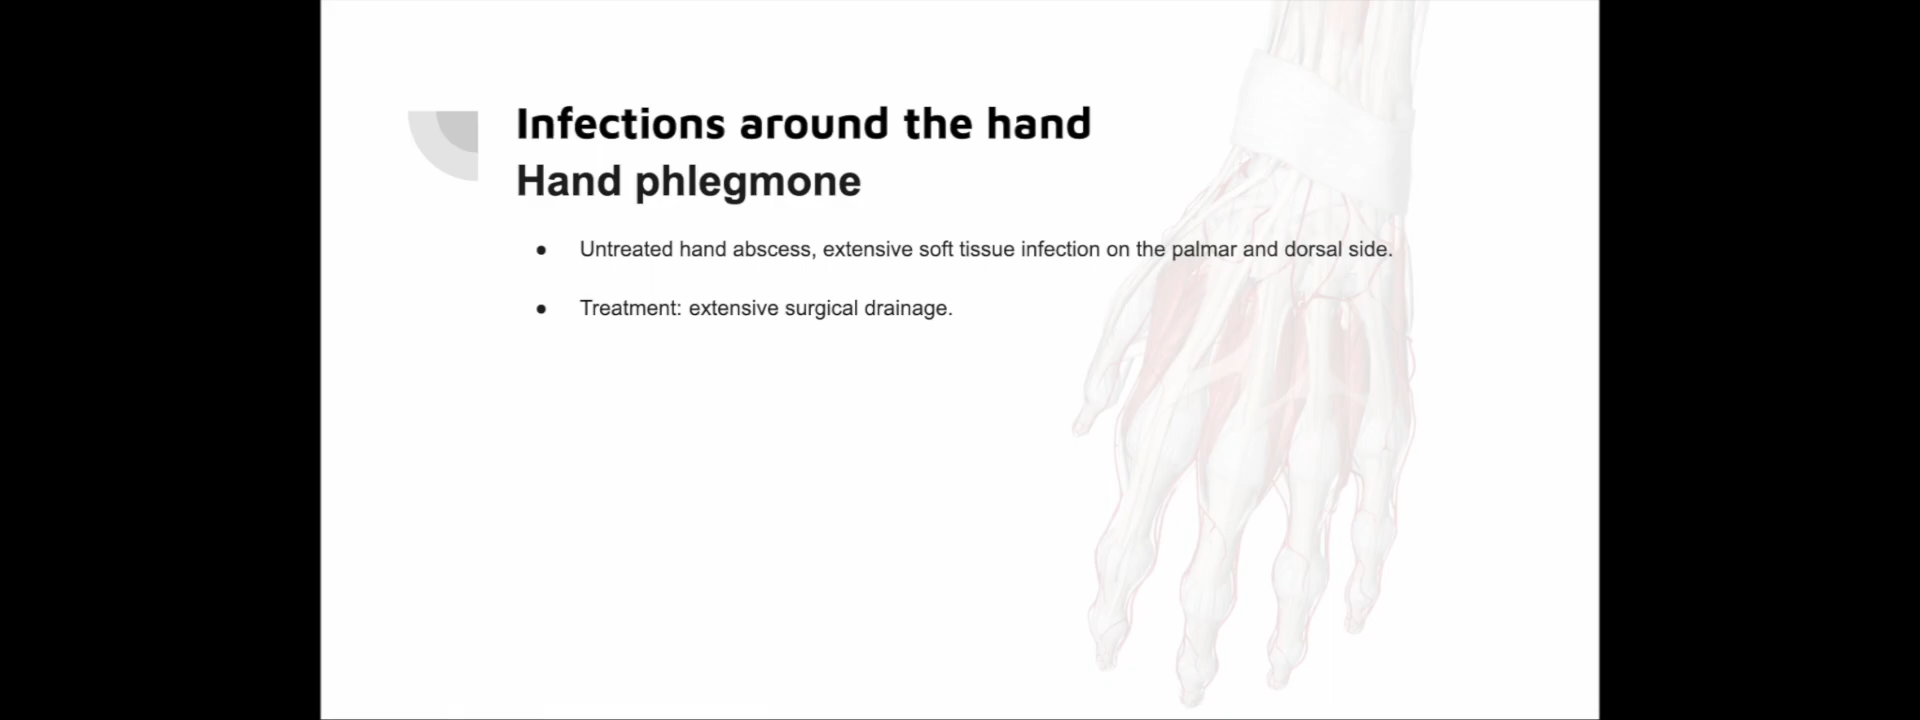 Infections around the hand
Hand phlegmone
● Untreated hand abscess, extensive soft tissue infection on the palmar and dorsal side.
● Treatment: extensive surgical drainage.